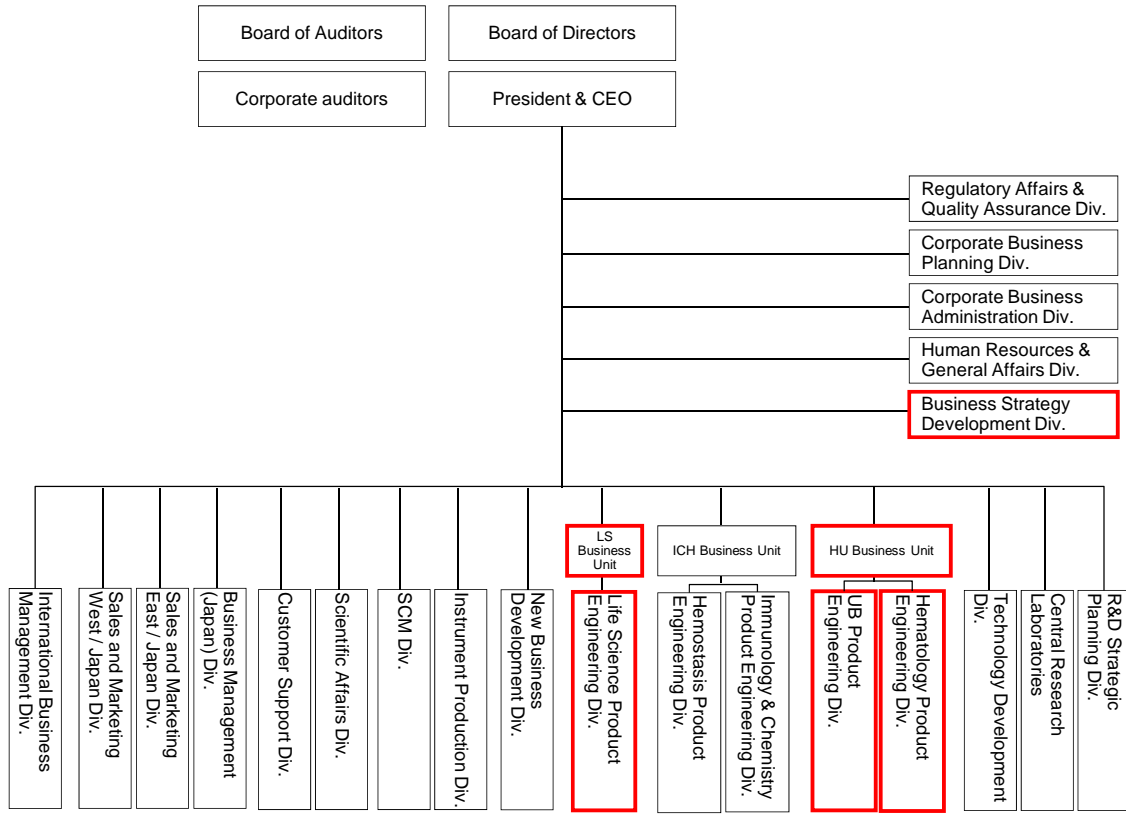 Board of Auditors
Board of Directors
Corporate auditors
President & CEO
Regulatory Affairs &
Quality Assurance Div.
Corporate Business
Planning Div.
Corporate Business
Administration Div.
Human Resources &
General Affairs Div.
Business Strategy
Development Div.
LS
Business
Unit
ICH Business Unit
HU Business Unit
International Business
Management Div.
Sales and Marketing
West / Japan Div.
Sales and Marketing
East / Japan Div.
Business Management
(Japan) Div.
Customer Support Div.
Scientific Affairs Div.
SCM Div.
Instrument Production Div.
New Business
Development Div.
Life Science Product
Engineering Div.
Hemostasis Product
Engineering Div.
Immunology & Chemistry
Product Engineering Div.
UB Product
Engineering Div.
Hematology Product
Engineering Div.
Technology Development
Div.
Central Research
Laboratories
R&D Strategic
Planning Div.